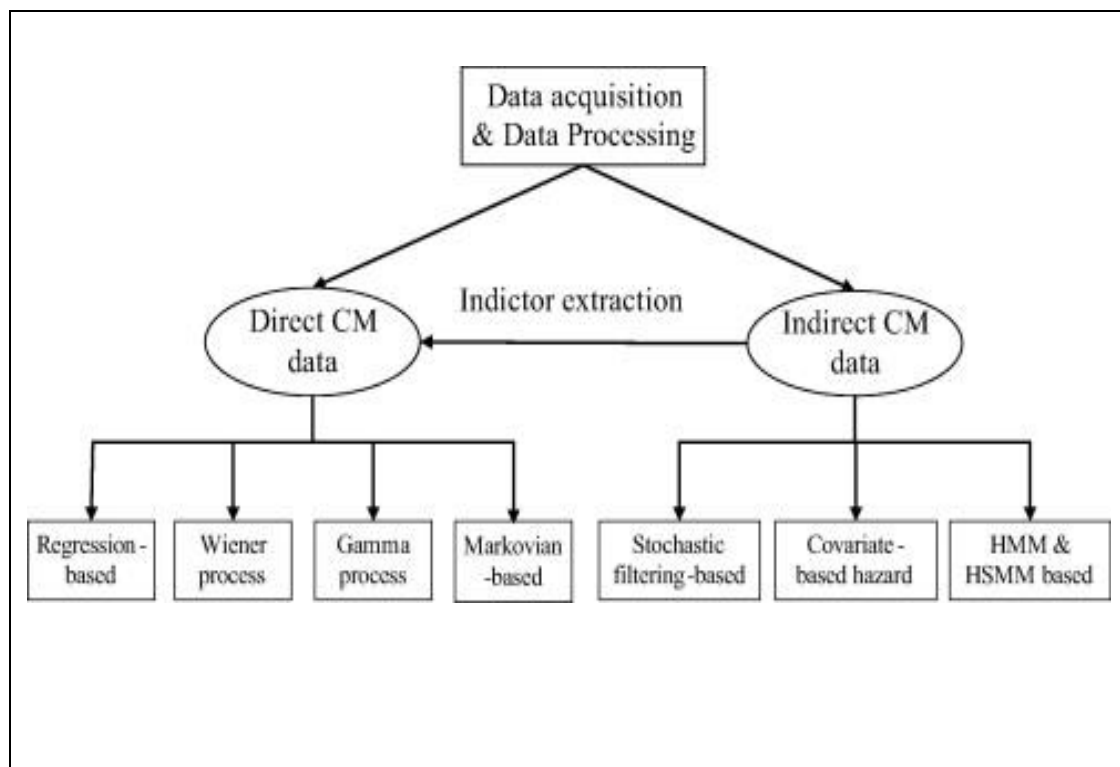 Data acquisition
& Data Processing
Indictor extraction
Direct CM
data
Indirect CM
data
Regression-
based
Wiener
process
Gamma
process
Markovian
-based
Stochastic
filtering-based
Covariate-
based hazard
HMM &
HSMM based